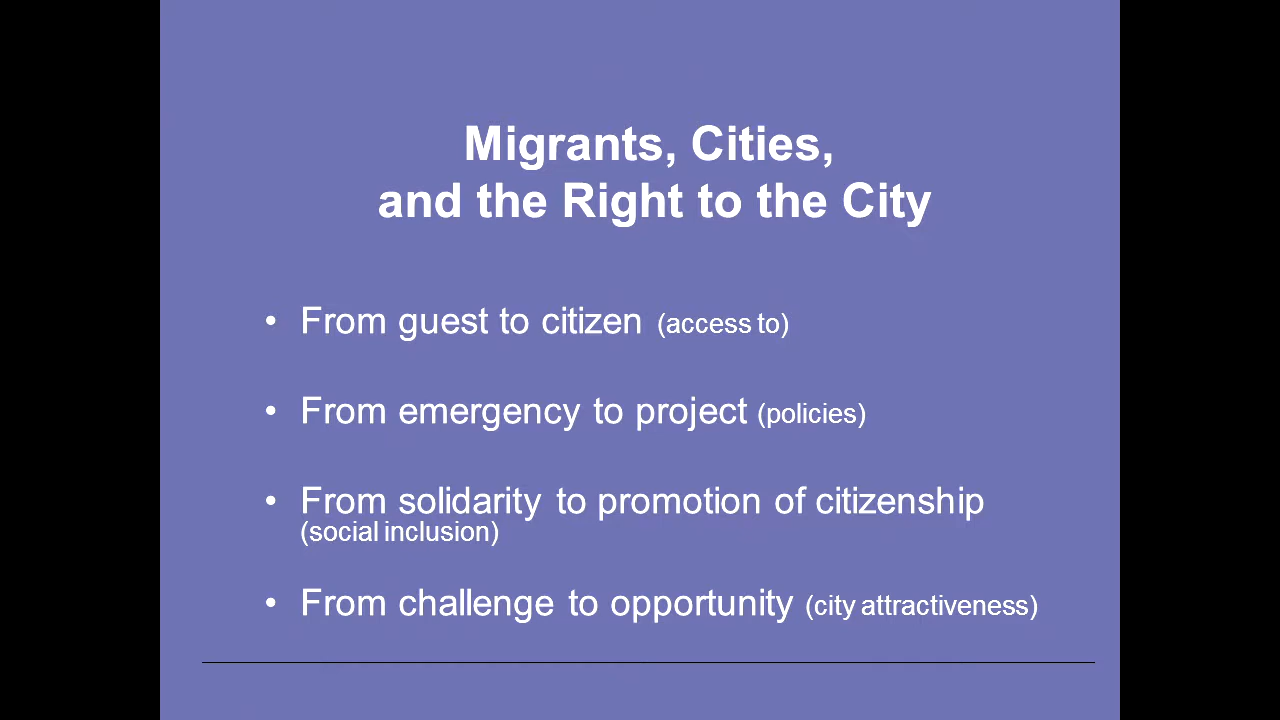 Migrants, Cities,
and the Right to the City
• From guest to citizen (access to)
• From emergency to project (policies)
• From solidarity to promotion of citizenship
(social inclusion)
• From challenge to opportunity (city attractiveness)